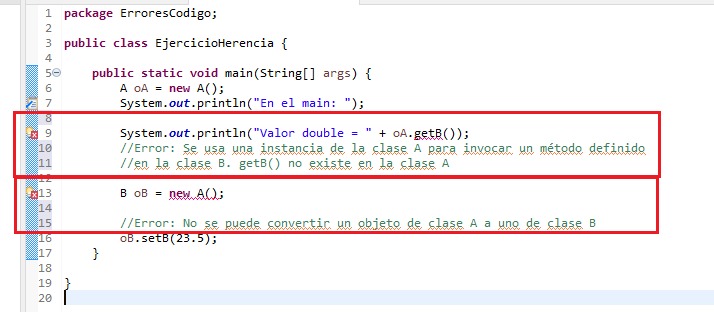 1 package ErroresCodigo;
2
3 public class EjercicioHerencia {
4
5 public static void main(String[] args) {
6 A oA = new A();
7 System.out.println("En el main: ");
8
9 System.out.println("Valor double = " + oA.getB());
10 //Error: Se usa una instancia de la clase A para invocar un método definido
11 //en la clase B. getB() no existe en la clase A
12
13 B oB = new A();
14
15 //Error: No se puede convertir un objeto de clase A a uno de clase B
16 oB.setB(23.5);
17 }
18
19 }
20